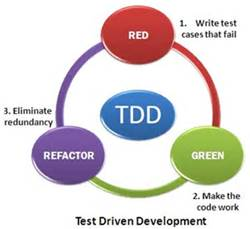 RED
1. Write test
cases that fail
3. Eliminate
redundancy
TDD
REFACTOR
GREEN
2. Make the
code work
Test Driven Development